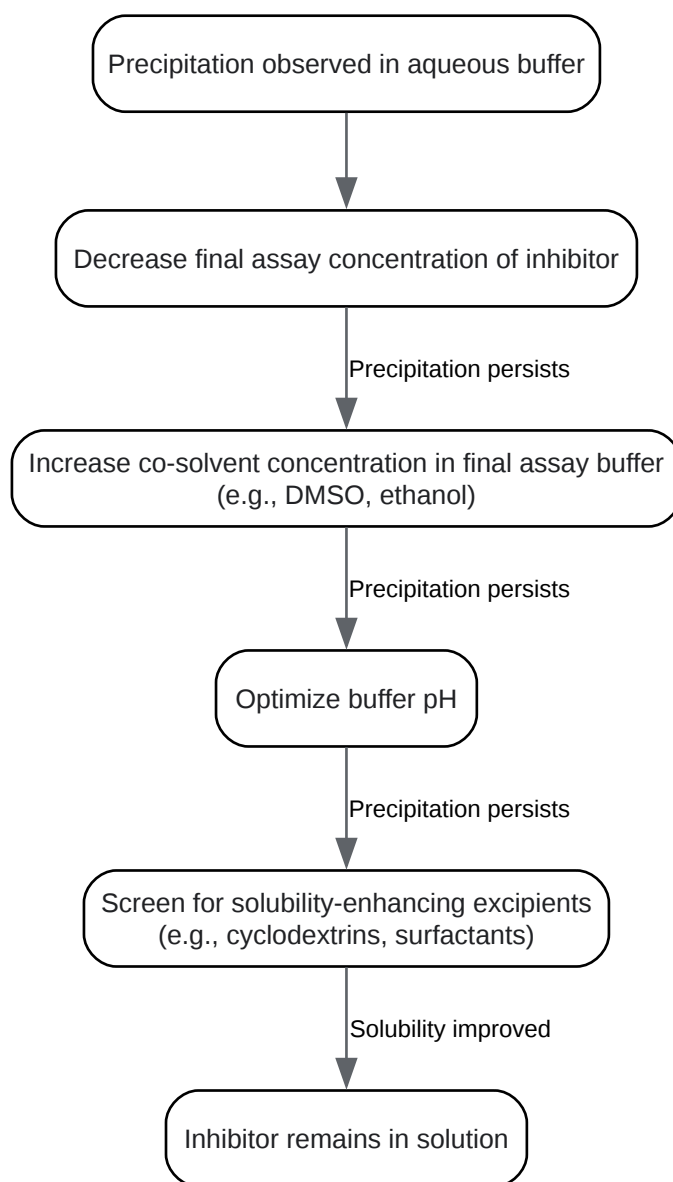 Precipitation observed in aqueous buffer
Decrease final assay concentration of inhibitor
Precipitation persists
Increase co-solvent concentration in final assay buffer
(e.g., DMSO, ethanol)
Precipitation persists
Optimize buffer pH
Precipitation persists
Screen for solubility-enhancing excipients
(e.g., cyclodextrins, surfactants)
Solubility improved
Inhibitor remains in solution